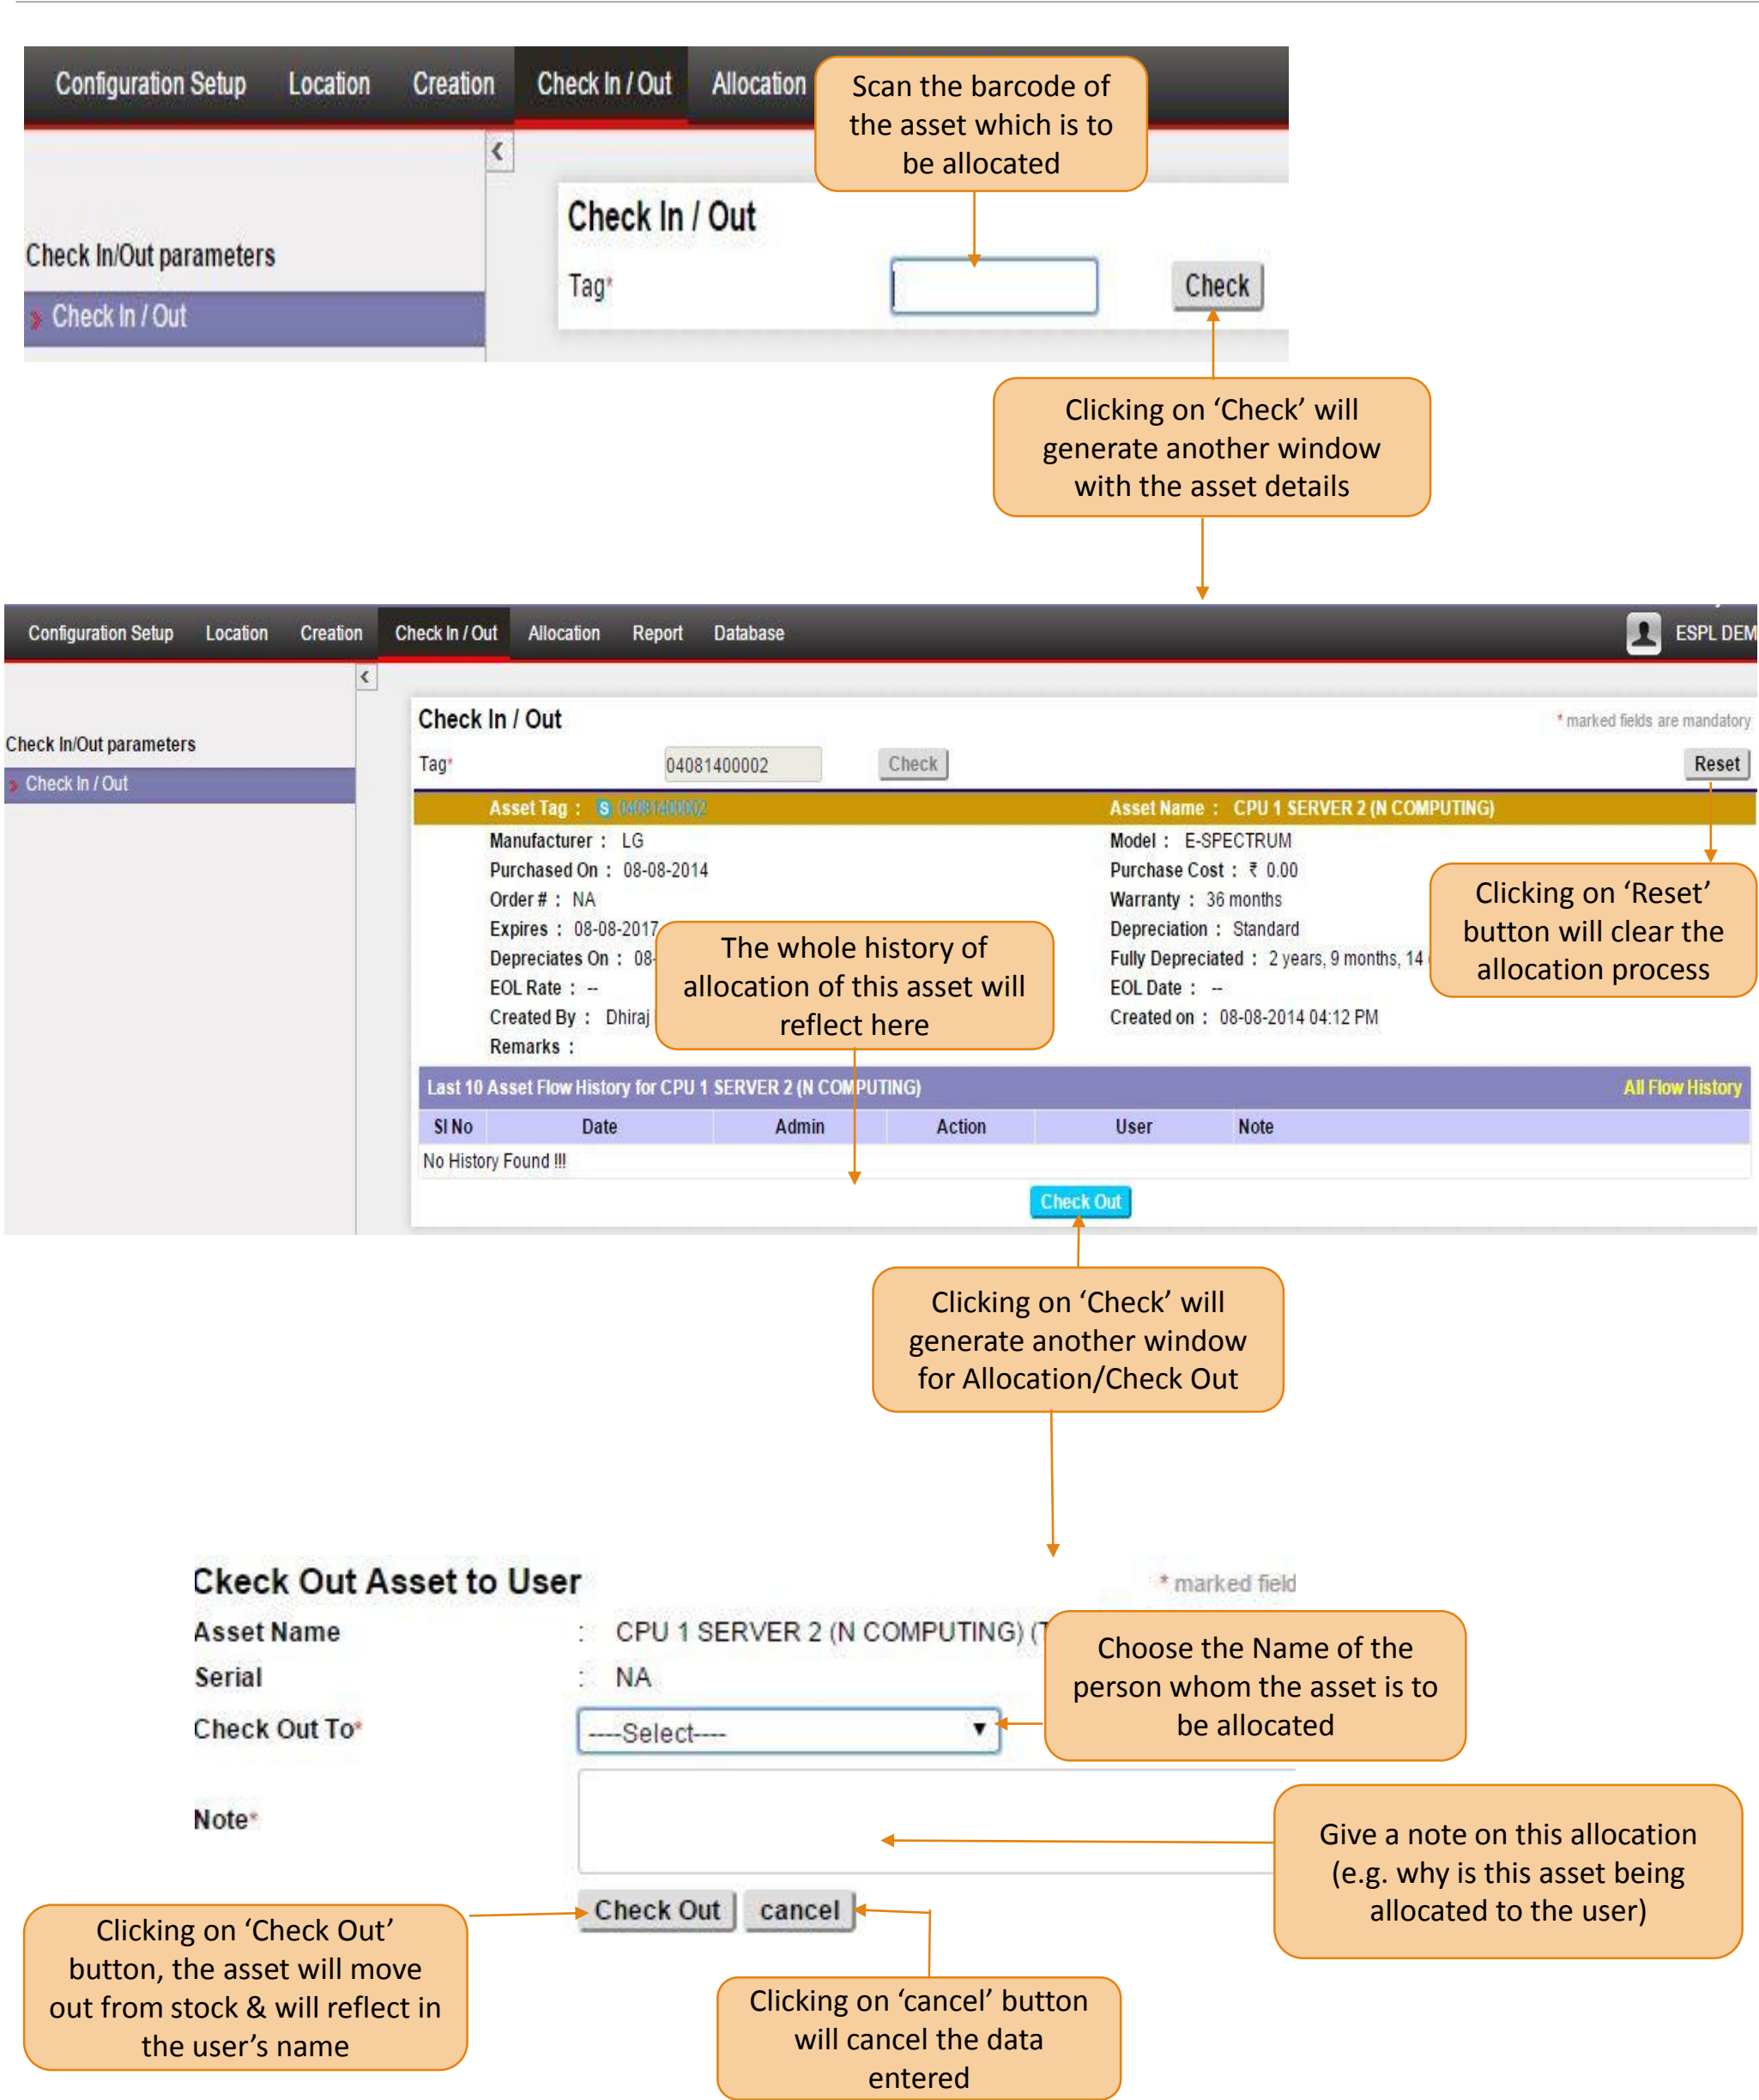 Configuration Setup Location Creation Check In / Out Allocation
Scan the barcode of
the asset which is to
be allocated
Check In / Out
Check In/Out parameters
Tag* Check
Check In / Out
Clicking on ‘Check’ will
generate another window
with the asset details
Configuration Setup Location Creation Check In / Out Allocation Report Database ESPL DEM
Check In / Out * marked fields are mandatory
Check In/Out parameters
Tag* 04081400002 Check Reset
Check In / Out
Asset Tag : S 04081400002 Asset Name : CPU 1 SERVER 2 (N COMPUTING)
Manufacturer : LG Model : E-SPECTRUM
Purchased On : 08-08-2014 Purchase Cost : ₹ 0.00
Order # : NA Warranty : 36 months
Expires : 08-08-2017 Depreciation : Standard
Depreciates On : 08- Fully Depreciated : 2 years, 9 months, 14
EOL Rate : -- EOL Date : --
Created By : Dhiraj Created on : 08-08-2014 04:12 PM
Remarks :
Clicking on ‘Reset’
button will clear the
allocation process
The whole history of
allocation of this asset will
reflect here
Last 10 Asset Flow History for CPU 1 SERVER 2 (N COMPUTING) All Flow History
Sl No Date Admin Action User Note
No History Found !!!
Check Out
Clicking on ‘Check’ will
generate another window
for Allocation/Check Out
Ckeck Out Asset to User * marked field
Asset Name : CPU 1 SERVER 2 (N COMPUTING) (T
Serial : NA
Check Out To* ----Select----
Choose the Name of the
person whom the asset is to
be allocated
Note*
Give a note on this allocation
(e.g. why is this asset being
allocated to the user)
Check Out cancel
Clicking on ‘Check Out’
button, the asset will move
out from stock & will reflect in
the user’s name
Clicking on ‘cancel’ button
will cancel the data
entered